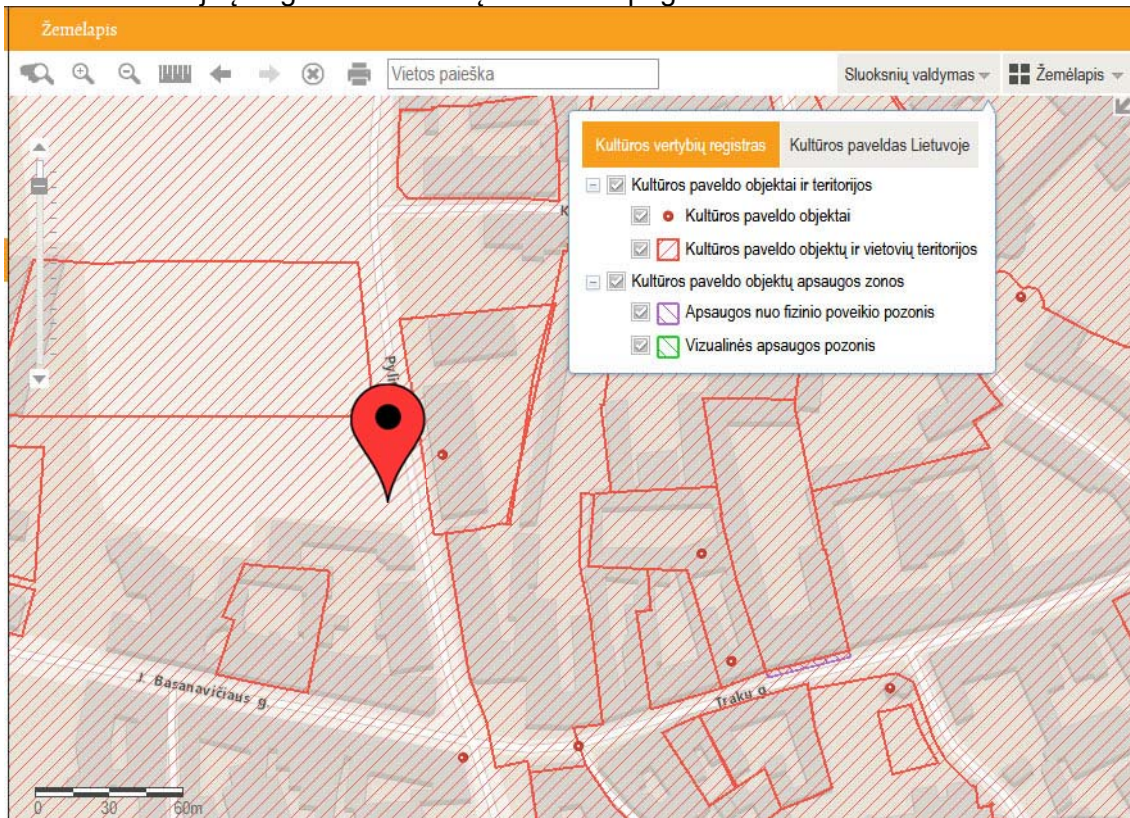 Žemėlapis
Vietos paieška
Sluoksnių valdymas
Žemėlapis
Kultūros vertybių registras
Kultūros paveldas Lietuvoje
Kultūros paveldo objektai ir teritorijos
Kultūros paveldo objektai
Kultūros paveldo objektų ir vietovių teritorijos
Kultūros paveldo objektų apsaugos zonos
Apsaugos nuo fizinio poveikio pozonis
Vizualinės apsaugos pozonis
K
Pyli
J. Basanavičiaus g.
Trakų g.
0 30 60m